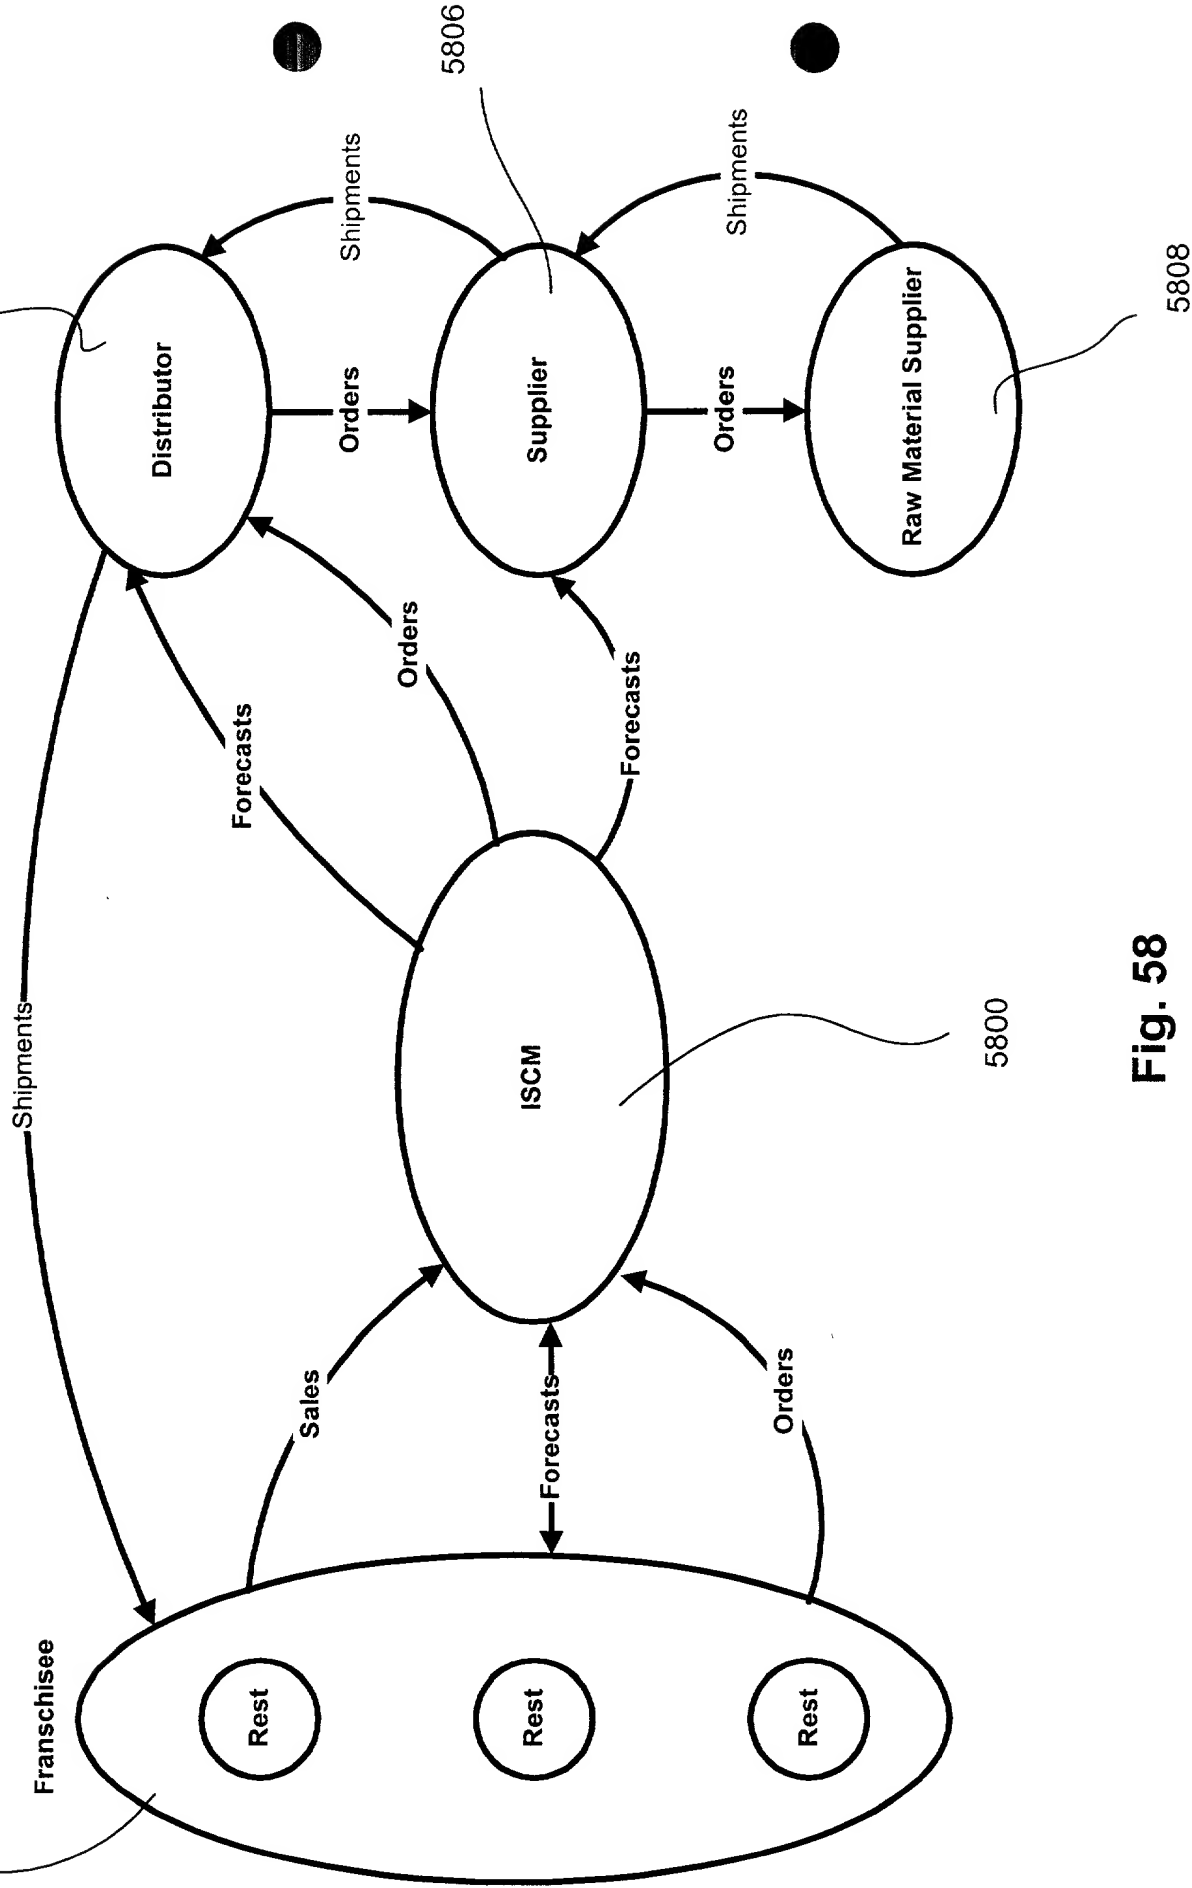 Franschisee
Rest
Rest
Rest
Shipments
Sales
Forecasts
Orders
ISCM
5800
Forecasts
Orders
Forecasts
Distributor
Orders
Shipments
Supplier
5806
Orders
Shipments
Raw Material Supplier
5808
Fig. 58